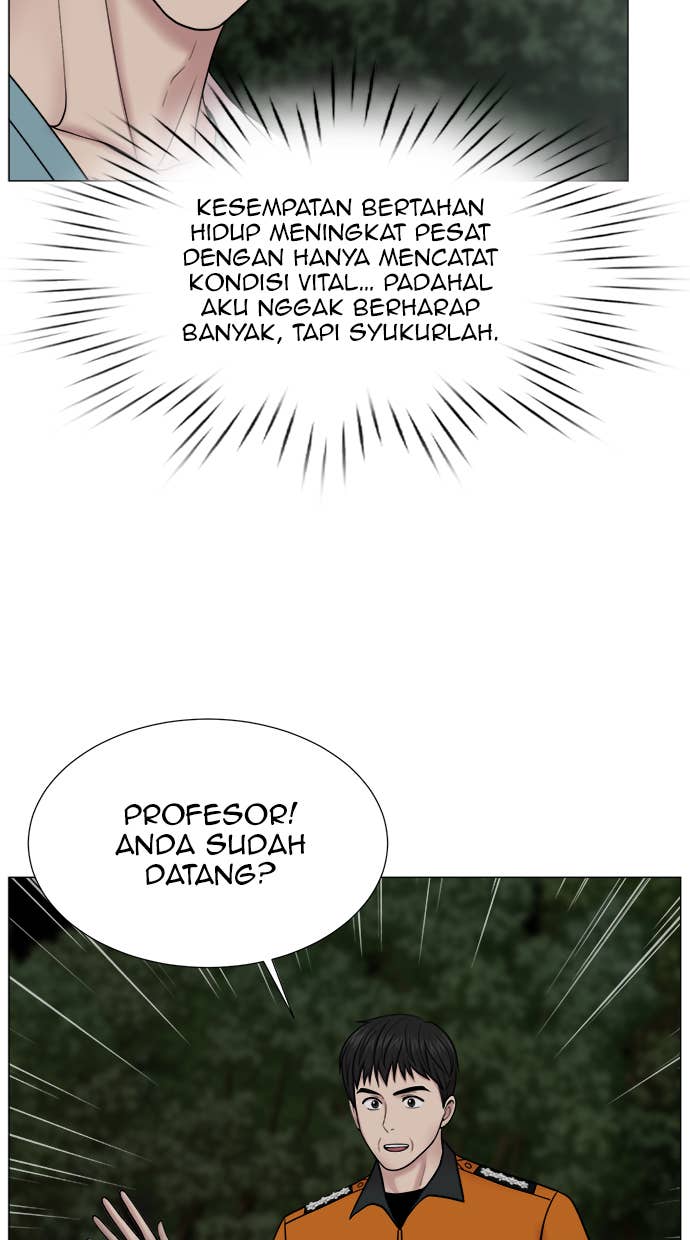 KESEMPATAN BERTAHAN
HIDUP MENINGKAT PESAT
DENGAN HANYA MENCATAT
KONDISI VITAL... PADAHAL
AKU NGGAK BERHARAP
BANYAK, TAPI SYUKURLAH.
PROFESOR!
ANDA SUDAH
DATANG?